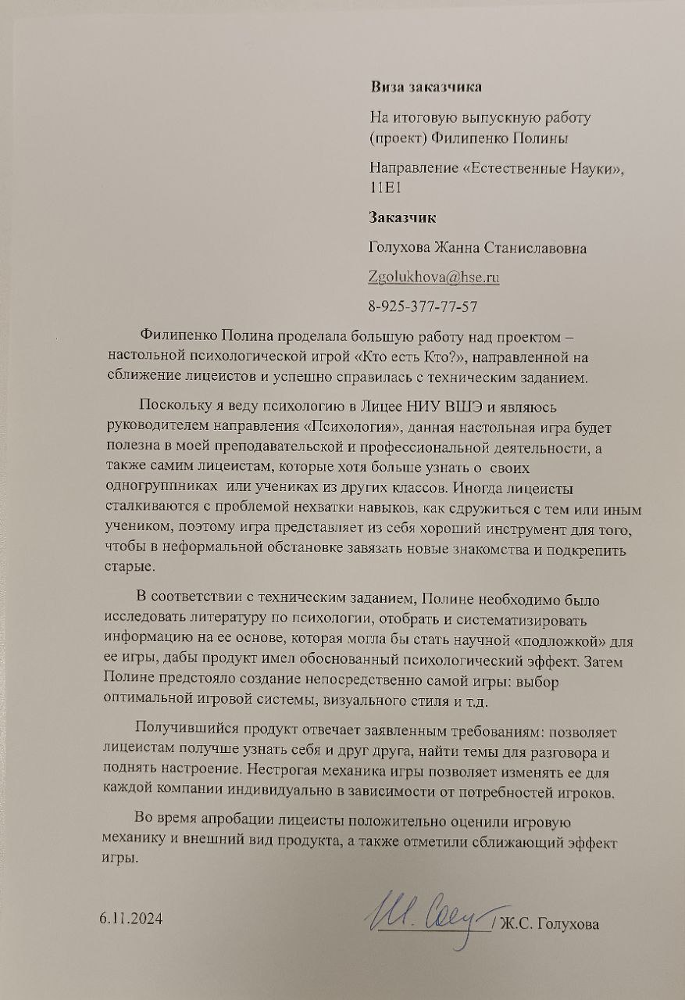 Виза заказчика
На итоговую выпускную работу
(проект) Филипенко Полины
Направление «Естественные Науки»,
11Е1
Заказчик
Голухова Жанна Станиславовна
Zgolukhova@hse.ru
8-925-377-77-57
Филипенко Полина проделала большую работу над проектом –
настольной психологической игрой «Кто есть Кто?», направленной на
сближение лицеистов и успешно справилась с техническим заданием.
Поскольку я веду психологию в Лицее НИУ ВШЭ и являюсь
руководителем направления «Психология», данная настольная игра будет
полезна в моей преподавательской и профессиональной деятельности, а
также самим лицеистам, которые хотя больше узнать о  своих
одногруппниках  или учениках из других классов. Иногда лицеисты
сталкиваются с проблемой нехватки навыков, как сдружиться с тем или иным
учеником, поэтому игра представляет из себя хороший инструмент для того,
чтобы в неформальной обстановке завязать новые знакомства и подкрепить
старые.
В соответствии с техническим заданием, Полине необходимо было
исследовать литературу по психологии, отобрать и систематизировать
информацию на ее основе, которая могла бы стать научной «подложкой» для
ее игры, дабы продукт имел обоснованный психологический эффект. Затем
Полине предстояло создание непосредственно самой игры: выбор
оптимальной игровой системы, визуального стиля и т.д.
Получившийся продукт отвечает заявленным требованиям: позволяет
лицеистам получше узнать себя и друг друга, найти темы для разговора и
поднять настроение. Нестрогая механика игры позволяет изменять ее для
каждой компании индивидуально в зависимости от потребностей игроков.
Во время апробации лицеисты положительно оценили игровую
механику и внешний вид продукта, а также отметили сближающий эффект
игры.
6.11.2024 / Ж.С. Голухова